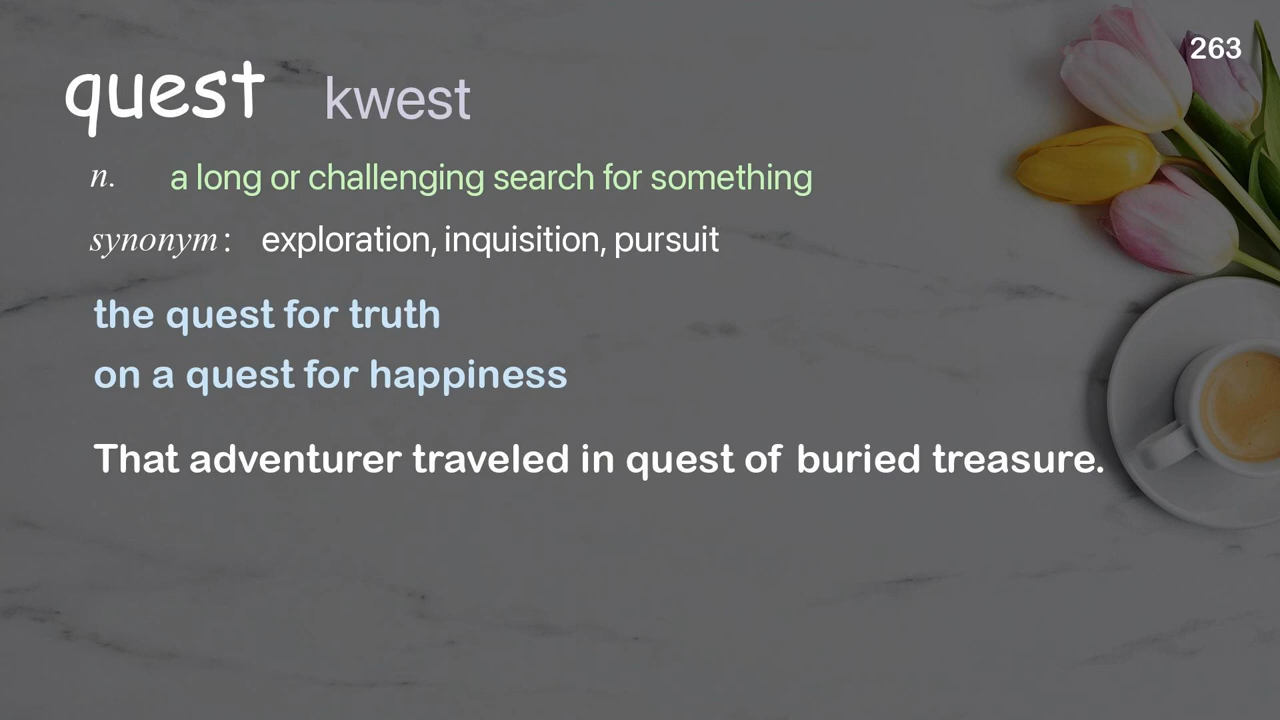 263
quest kwest
n. a long or challenging search for something
synonym: exploration, inquisition, pursuit
the quest for truth
on a quest for happiness
That adventurer traveled in quest of buried treasure.